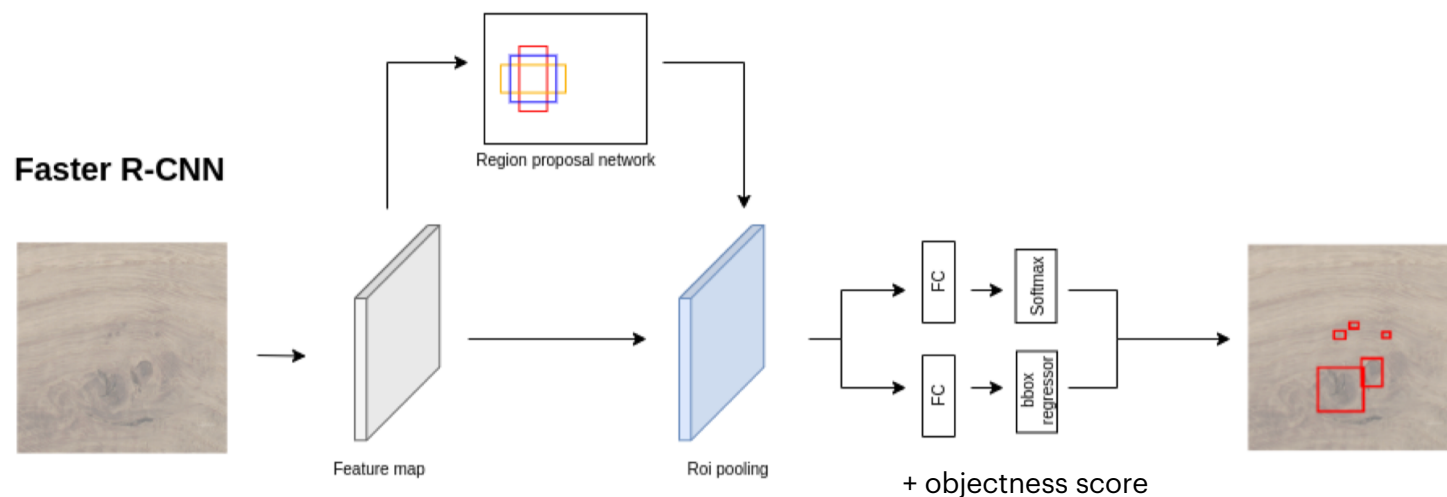 Region proposal network
Faster R-CNN
FC
Softmax
FC
bbox
regressor
Feature map
Roi pooling
+ objectness score